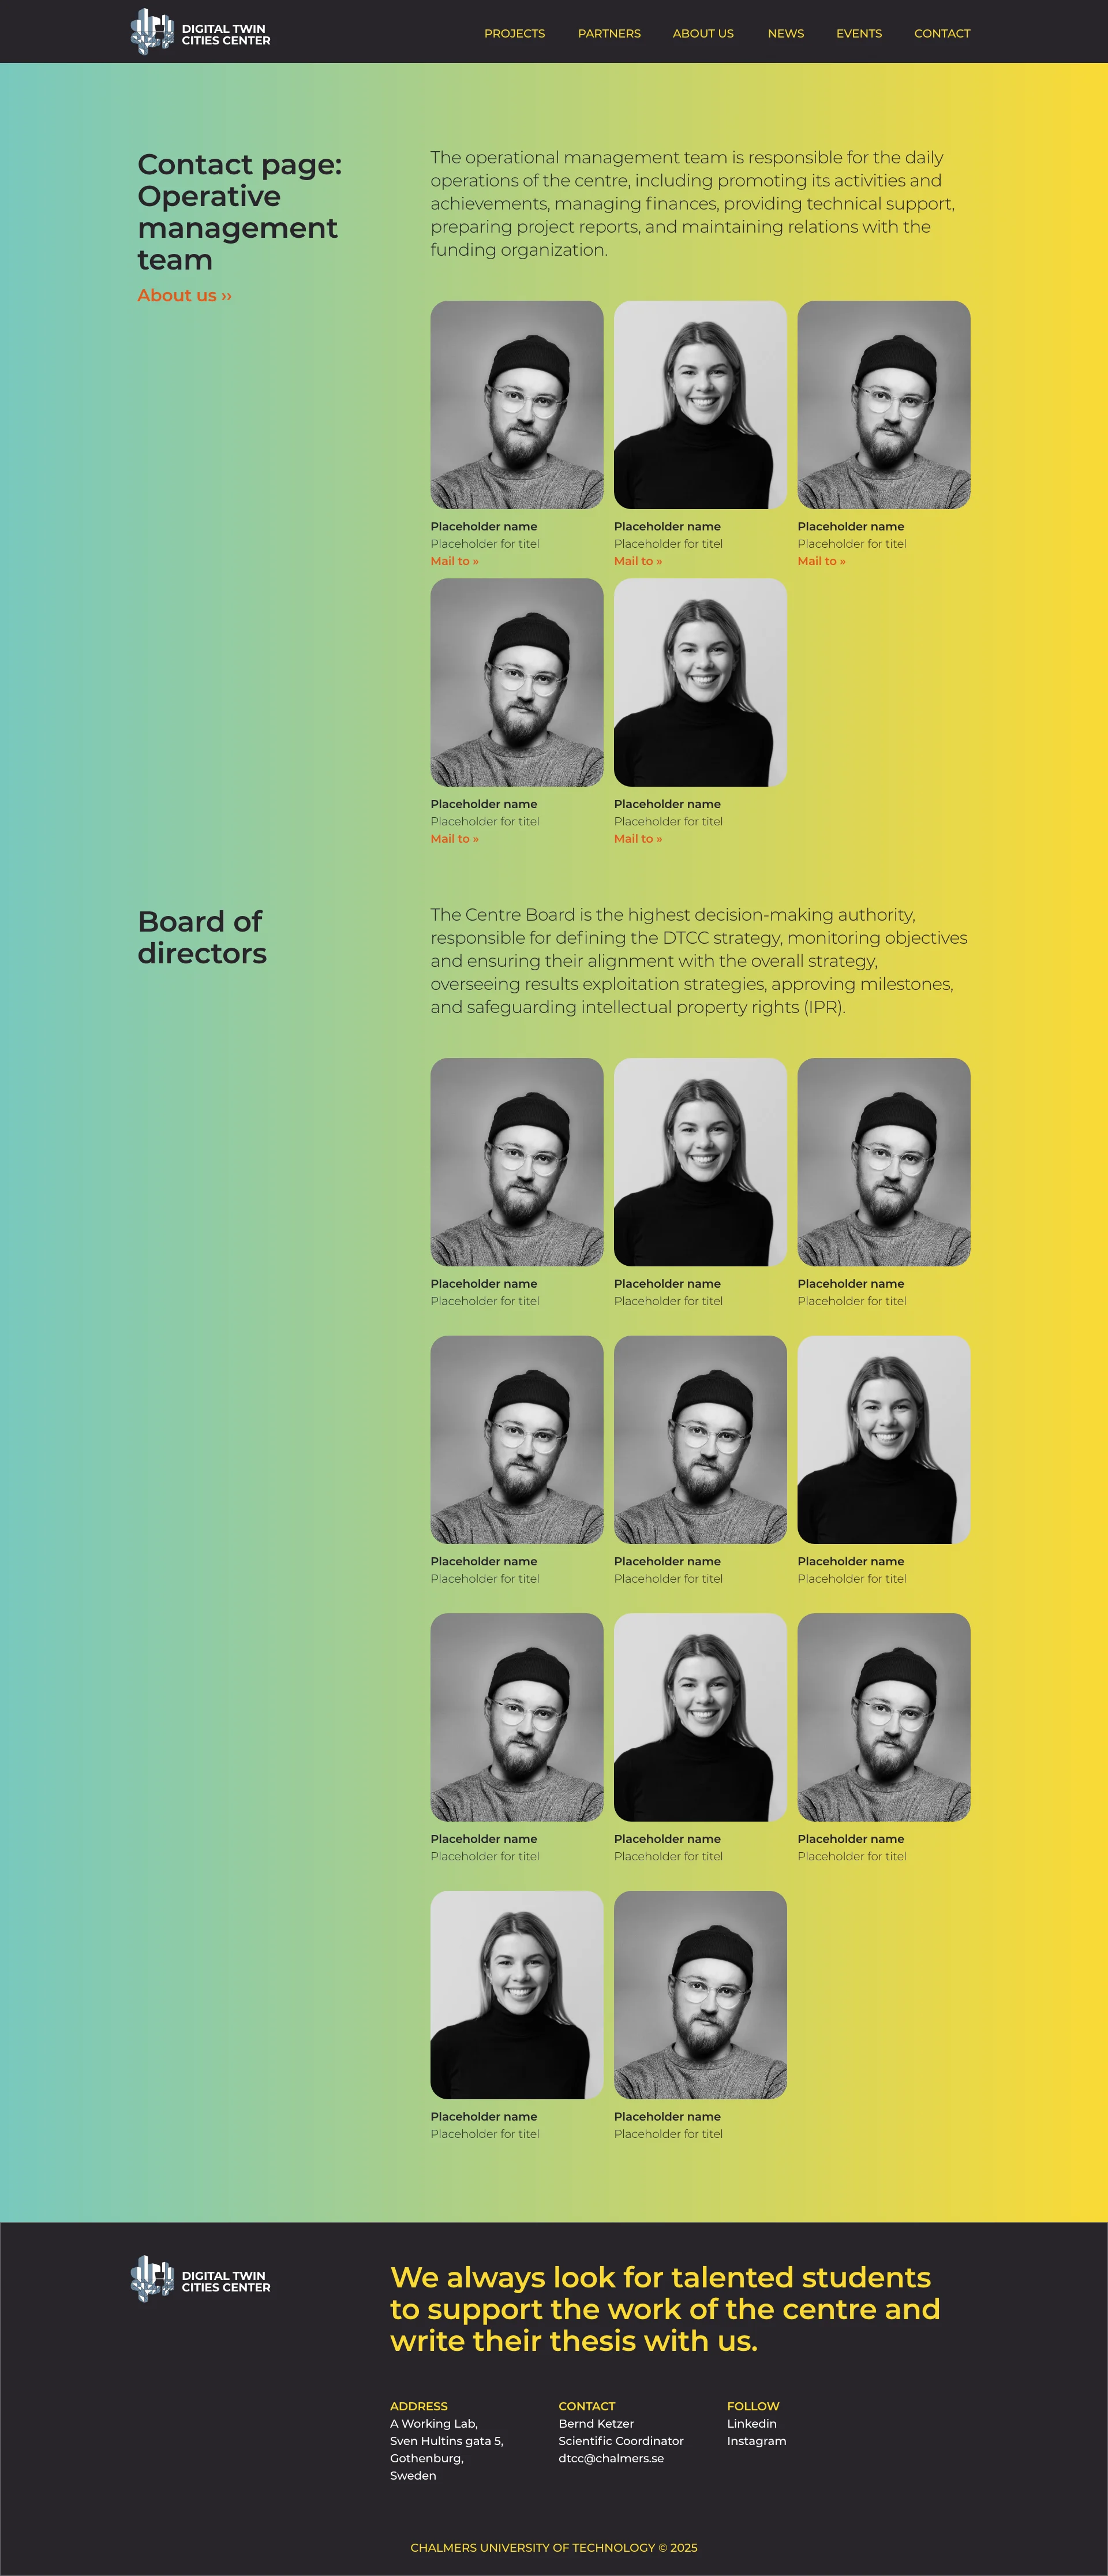 DIGITAL TWIN
CITIES CENTER
PROJECTS PARTNERS ABOUT US NEWS EVENTS CONTACT
Contact page:
Operative
management
team
About us ››
The operational management team is responsible for the daily
operations of the centre, including promoting its activities and
achievements, managing finances, providing technical support,
preparing project reports, and maintaining relations with the
funding organization.
Placeholder name Placeholder name Placeholder name
Placeholder for titel Placeholder for titel Placeholder for titel
Mail to » Mail to » Mail to »
Placeholder name Placeholder name
Placeholder for titel Placeholder for titel
Mail to » Mail to »
Board of
directors
The Centre Board is the highest decision-making authority,
responsible for defining the DTCC strategy, monitoring objectives
and ensuring their alignment with the overall strategy,
overseeing results exploitation strategies, approving milestones,
and safeguarding intellectual property rights (IPR).
Placeholder name Placeholder name Placeholder name
Placeholder for titel Placeholder for titel Placeholder for titel
Placeholder name Placeholder name Placeholder name
Placeholder for titel Placeholder for titel Placeholder for titel
Placeholder name Placeholder name Placeholder name
Placeholder for titel Placeholder for titel Placeholder for titel
Placeholder name Placeholder name
Placeholder for titel Placeholder for titel
DIGITAL TWIN
CITIES CENTER
We always look for talented students
to support the work of the centre and
write their thesis with us.
ADDRESS
A Working Lab,
Sven Hultins gata 5,
Gothenburg,
Sweden
CONTACT
Bernd Ketzer
Scientific Coordinator
dtcc@chalmers.se
FOLLOW
Linkedin
Instagram
CHALMERS UNIVERSITY OF TECHNOLOGY © 2025